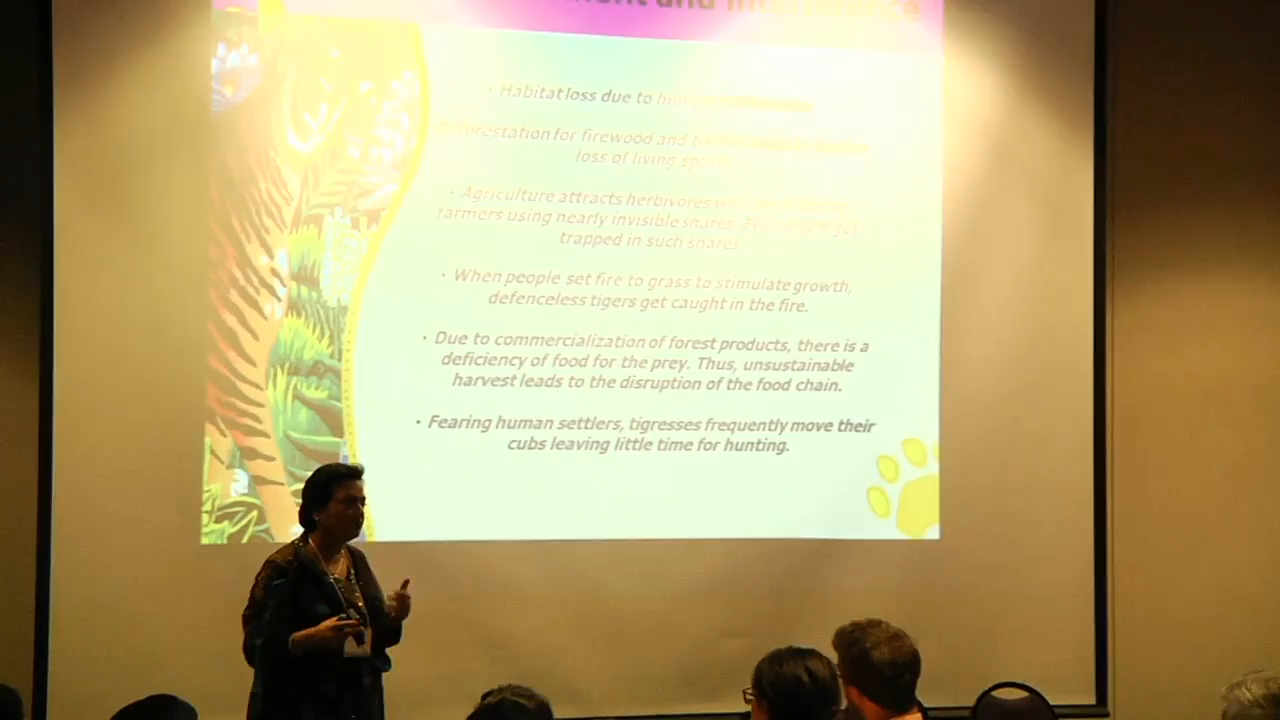 and
• Habitat loss due to
Deforestation for firewood and
loss of living space
• Agriculture attracts herbivores
farmers using nearly invisible snares.
trapped in such snares.
• When people set fire to grass to stimulate growth,
defenceless tigers get caught in the fire.
• Due to commercialization of forest products, there is a
deficiency of food for the prey. Thus, unsustainable
harvest leads to the disruption of the food chain.
• Fearing human settlers, tigresses frequently move their
cubs leaving little time for hunting.